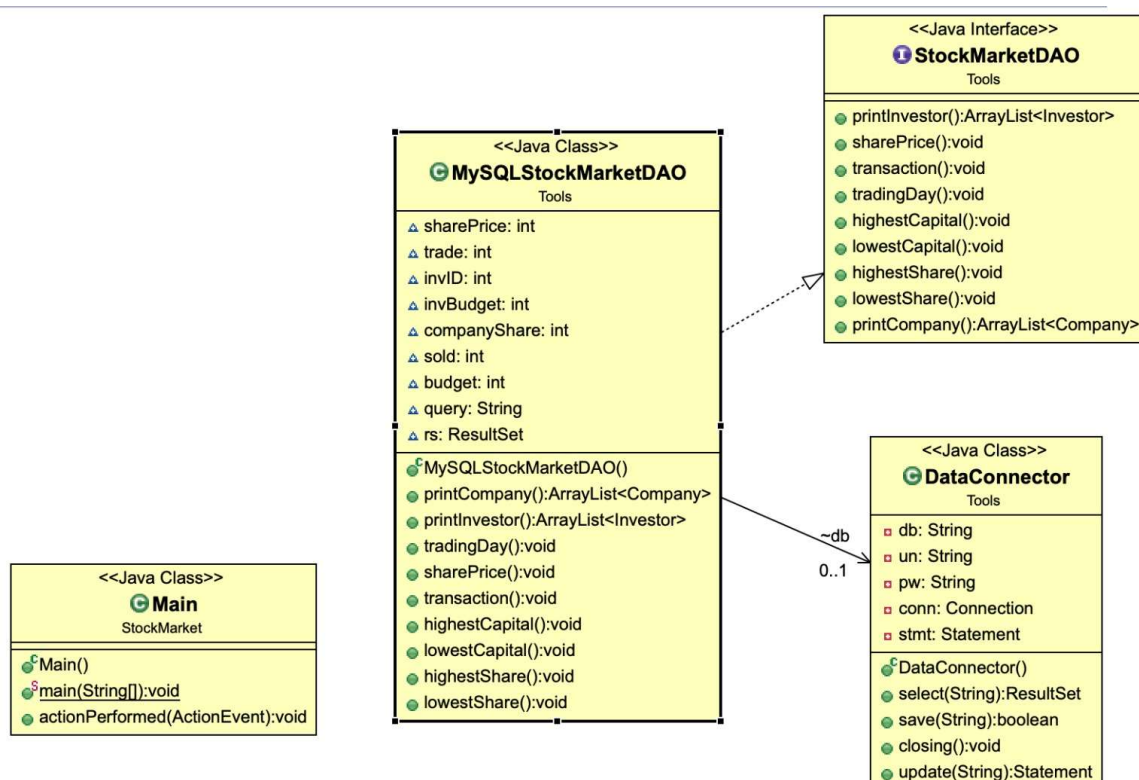 <<Java Interface>>
StockMarketDAO
Tools
printInvestor():ArrayList<Investor>
sharePrice():void
transaction():void
tradingDay():void
highestCapital():void
lowestCapital():void
highestShare():void
lowestShare():void
printCompany():ArrayList<Company>
<<Java Class>>
MySQLStockMarketDAO
Tools
sharePrice: int
trade: int
invID: int
invBudget: int
companyShare: int
sold: int
budget: int
query: String
rs: ResultSet
MySQLStockMarketDAO()
printCompany():ArrayList<Company>
printInvestor():ArrayList<Investor>
tradingDay():void
sharePrice():void
transaction():void
highestCapital():void
lowestCapital():void
highestShare():void
lowestShare():void
~db
0..1
<<Java Class>>
DataConnector
Tools
db: String
un: String
pw: String
conn: Connection
stmt: Statement
DataConnector()
select(String):ResultSet
save(String):boolean
closing():void
update(String):Statement
<<Java Class>>
Main
StockMarket
Main()
main(String[]):void
actionPerformed(ActionEvent):void